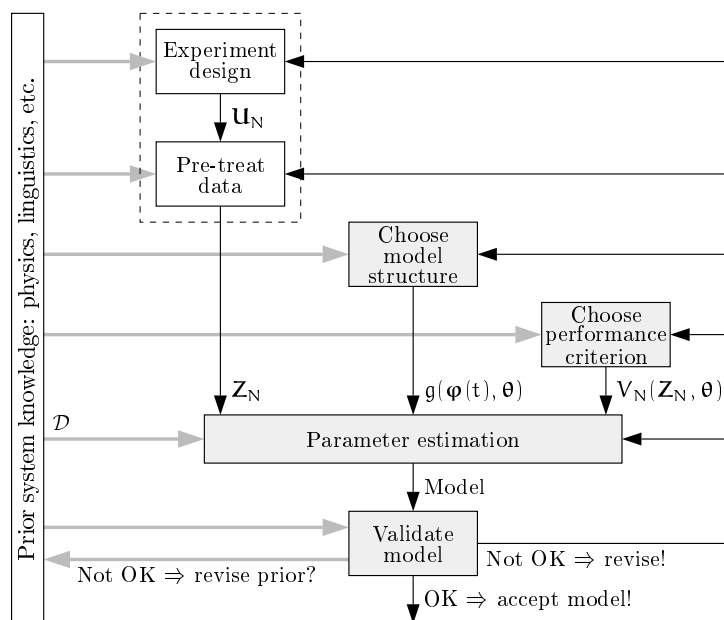 Prior system knowledge: physics, linguistics, etc.
Experiment
design
u_N
Pre-treat
data
Choose
model
structure
Choose
performance
criterion
Z_N
g(φ(t), θ)
V_N(Z_N, θ)
𝒟
Parameter estimation
Model
Validate
model
Not OK ⇒ revise!
Not OK ⇒ revise prior?
OK ⇒ accept model!